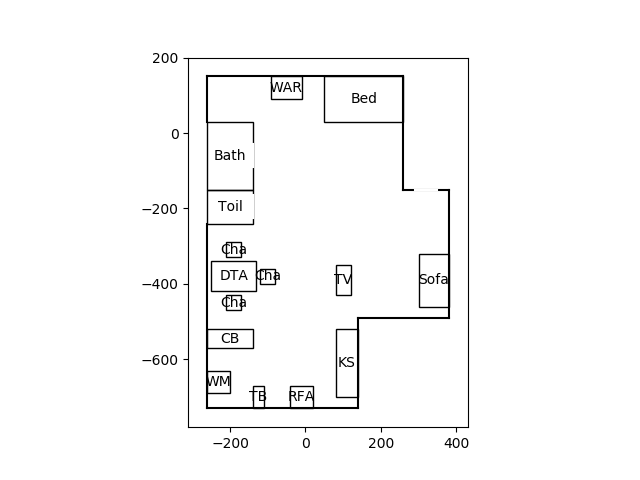 200
WAR
Bed
0
Bath
−200
Toil
Cha
DTA
Cha
TV
Sofa
−400
Cha
CB
KS
−600
WM
TB
RFA
−200
0
200
400